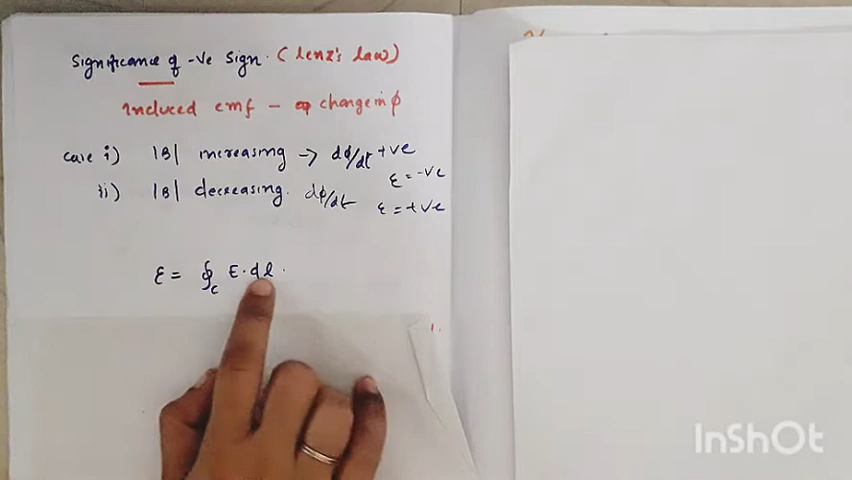 Significance of -ve sign. (lenz's law)
Induced emf - change in ϕ
case i) |B| increasing → dϕ/dt +ve
ε = -ve
ii) |B| decreasing. dϕ/dt
ε = +ve
ε = ∮c E·dl.
InShOt